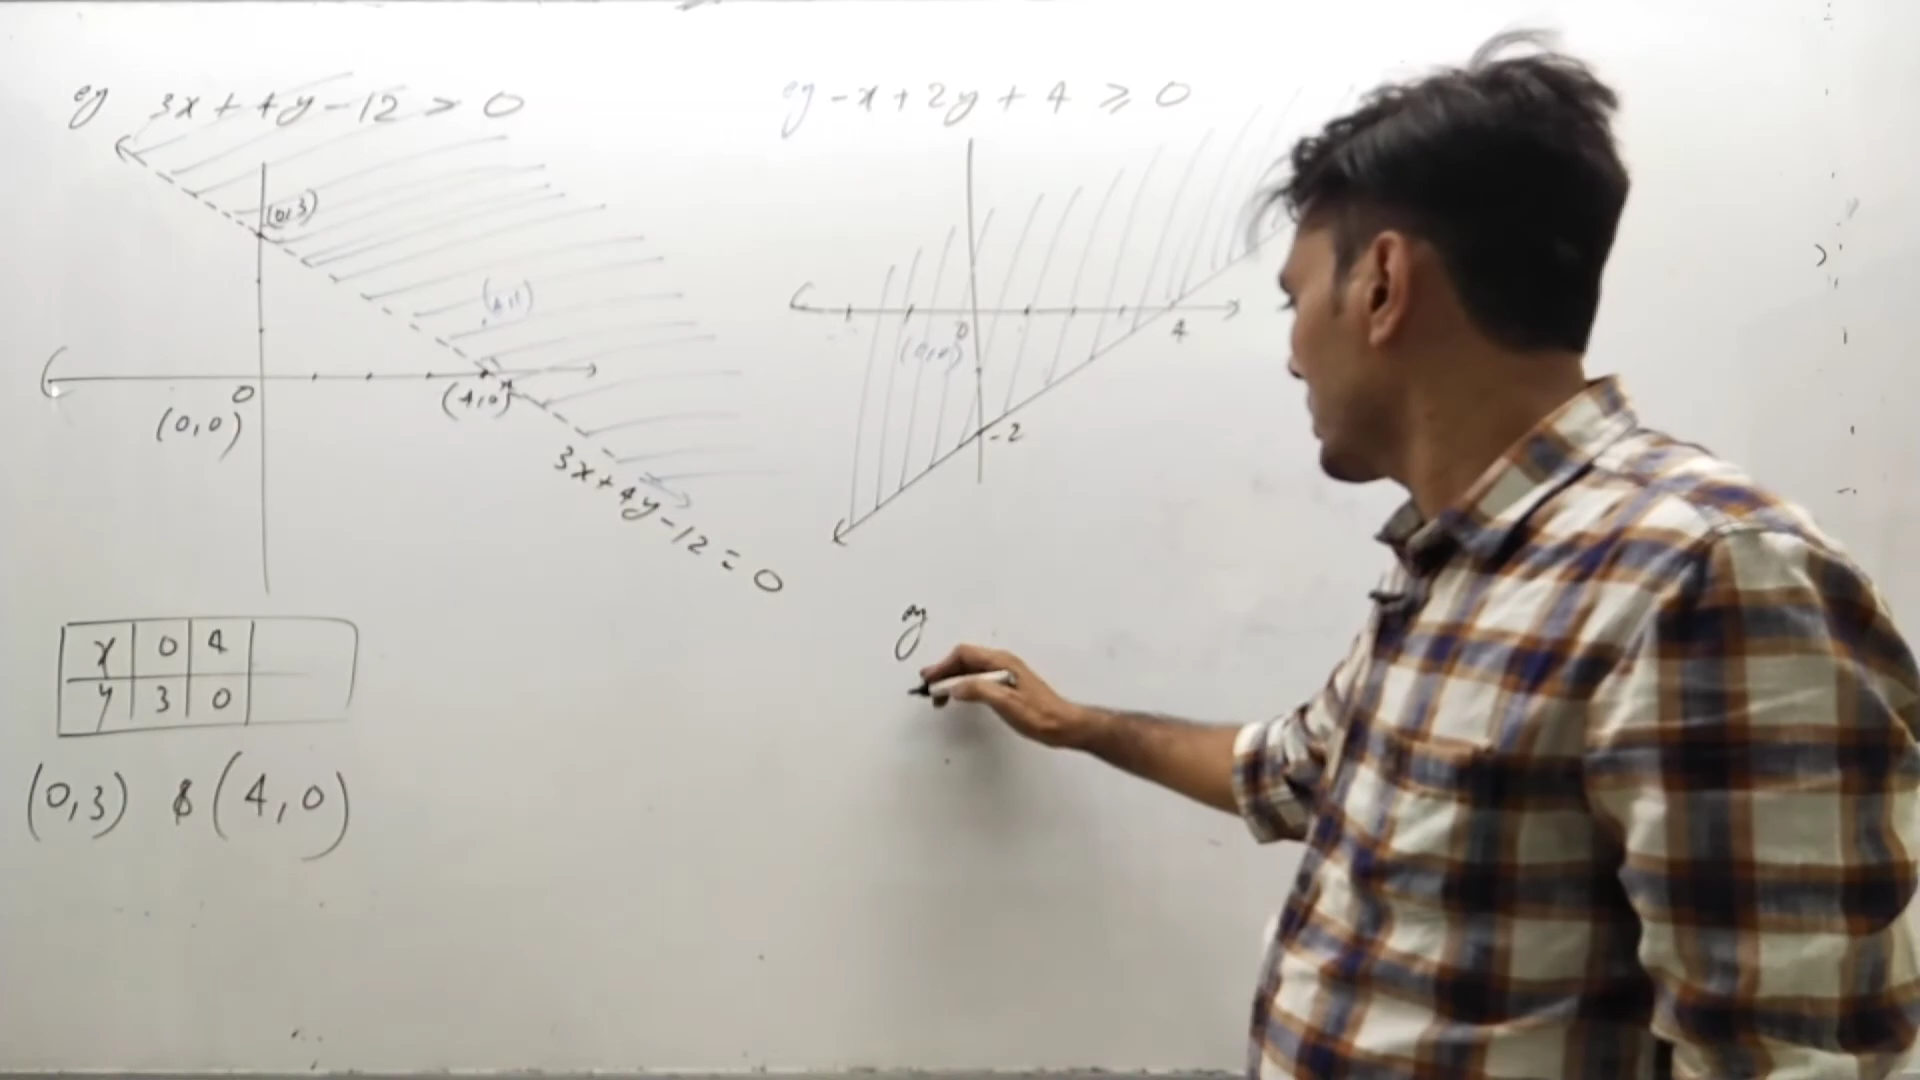 eg 3x + 4y - 12 > 0
(0,3)
(4,1)
0
(4,0)
(0,0)
3x + 4y - 12 = 0
x 0 4
y 3 0
(0,3) & (4,0)
eg -x + 2y + 4 ≥ 0
0
4
(0,0)
-2
eg